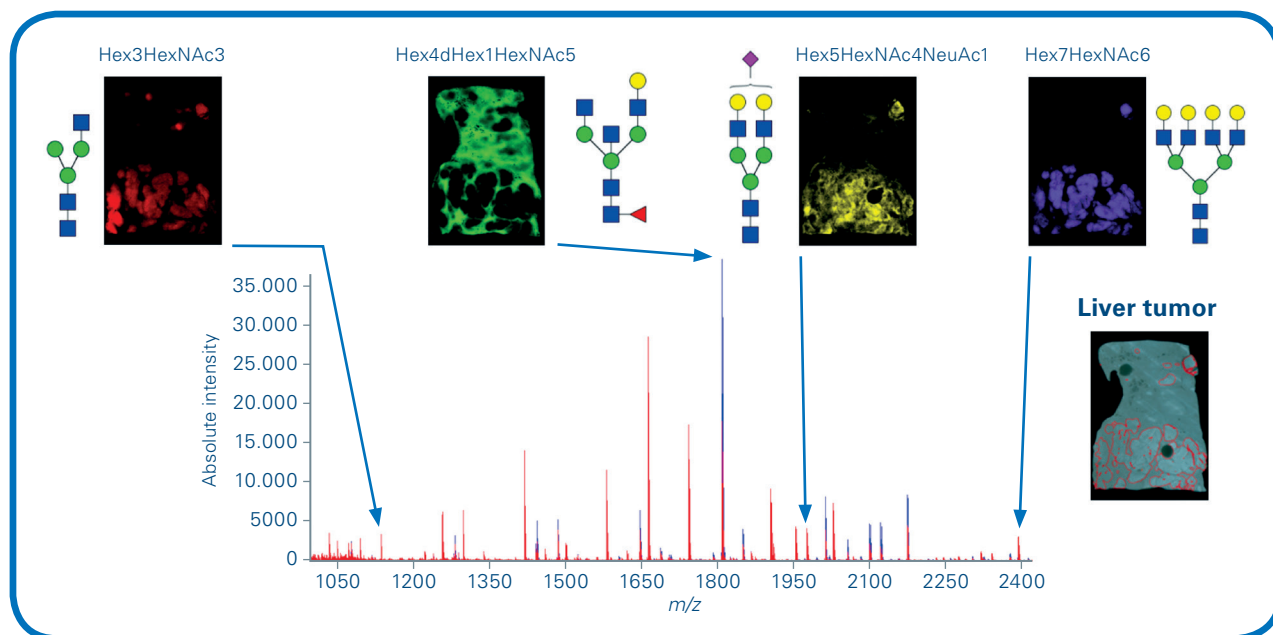 Hex3HexNAc3
Hex4dHex1HexNAc5
Hex5HexNAc4NeuAc1
Hex7HexNAc6
Liver tumor
Absolute intensity
35.000
30.000
25.000
20.000
15.000
10.000
5000
0
1050
1200
1350
1500
1650
1800
1950
2100
2250
2400
m/z